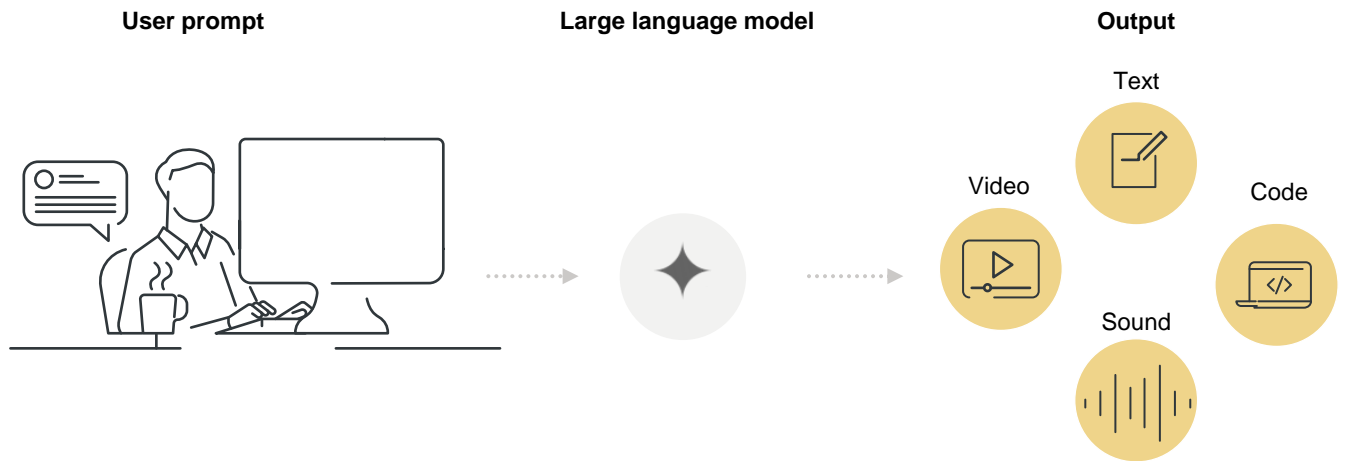 User prompt
Large language model
Output
Text
Video
Code
</>
Sound